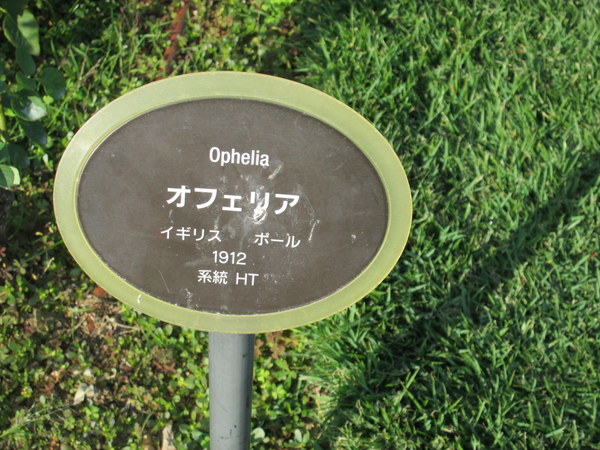 Ophelia
オフェリア
イギリス　ポール
1912
系統 HT